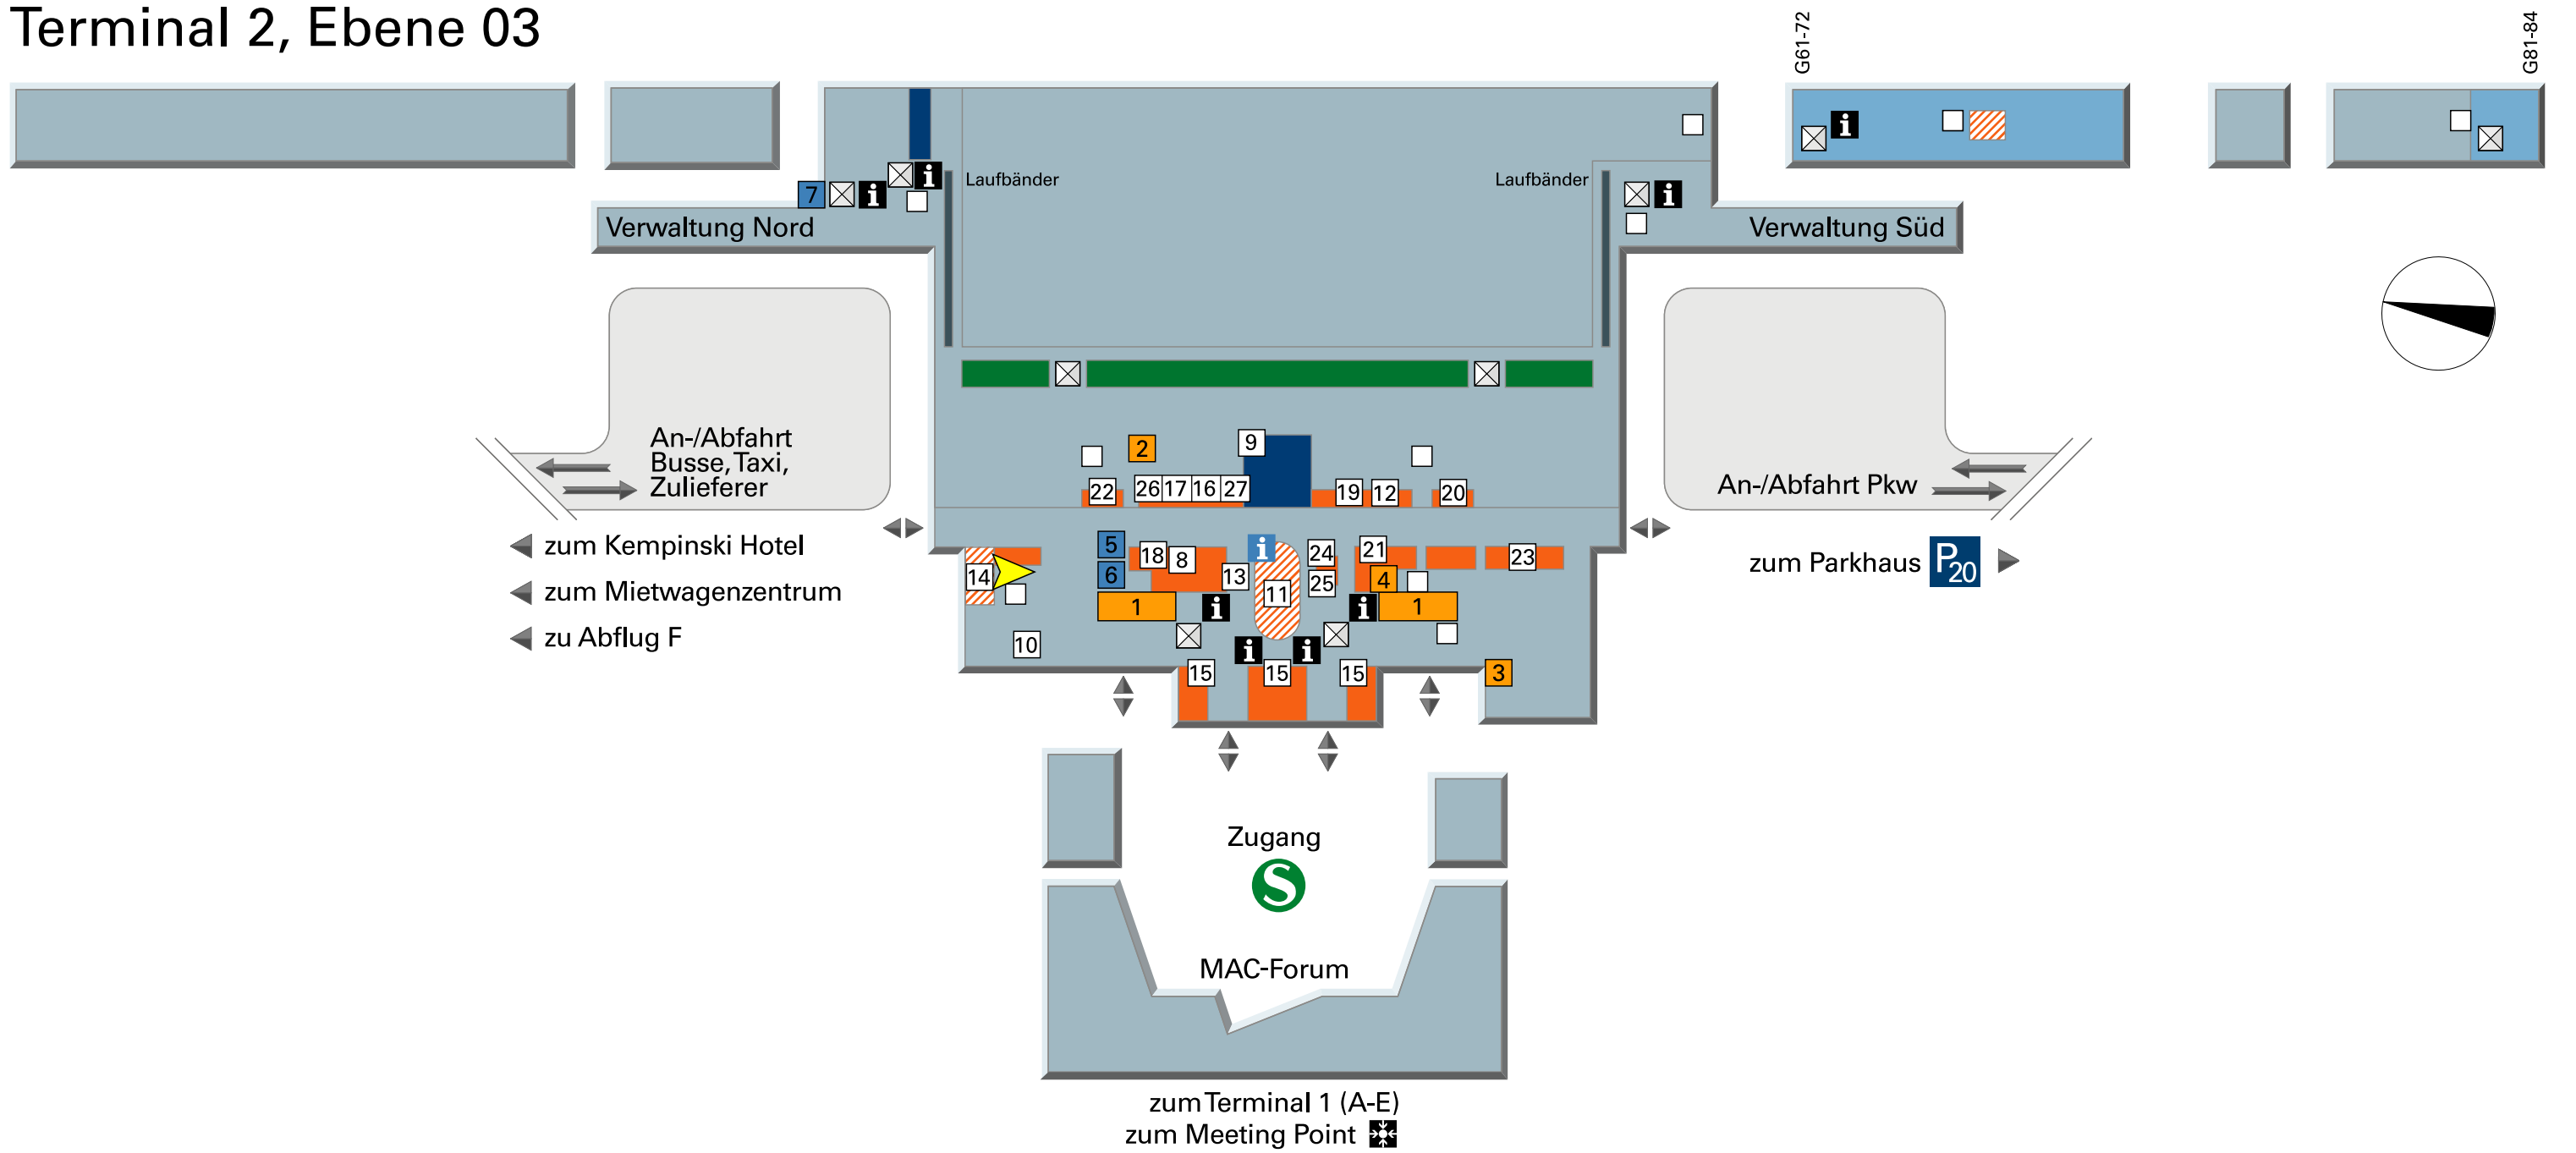 Terminal 2, Ebene 03
G61-72
G81-84
i
i
i
7
i
Laufbänder
Laufbänder
i
Verwaltung Nord
Verwaltung Süd
An-/Abfahrt
Busse, Taxi,
Zulieferer
2
9
22
26 17 16 27
19
12
20
An-/Abfahrt Pkw
zum Kempinski Hotel
zum Mietwagenzentrum
zu Abflug F
5
6
18
8
i
24
21
23
14
13
11
25
4
1
i
i
1
10
i
i
15
15
15
3
zum Parkhaus P20
Zugang
S
MAC-Forum
zum Terminal 1 (A-E)
zum Meeting Point